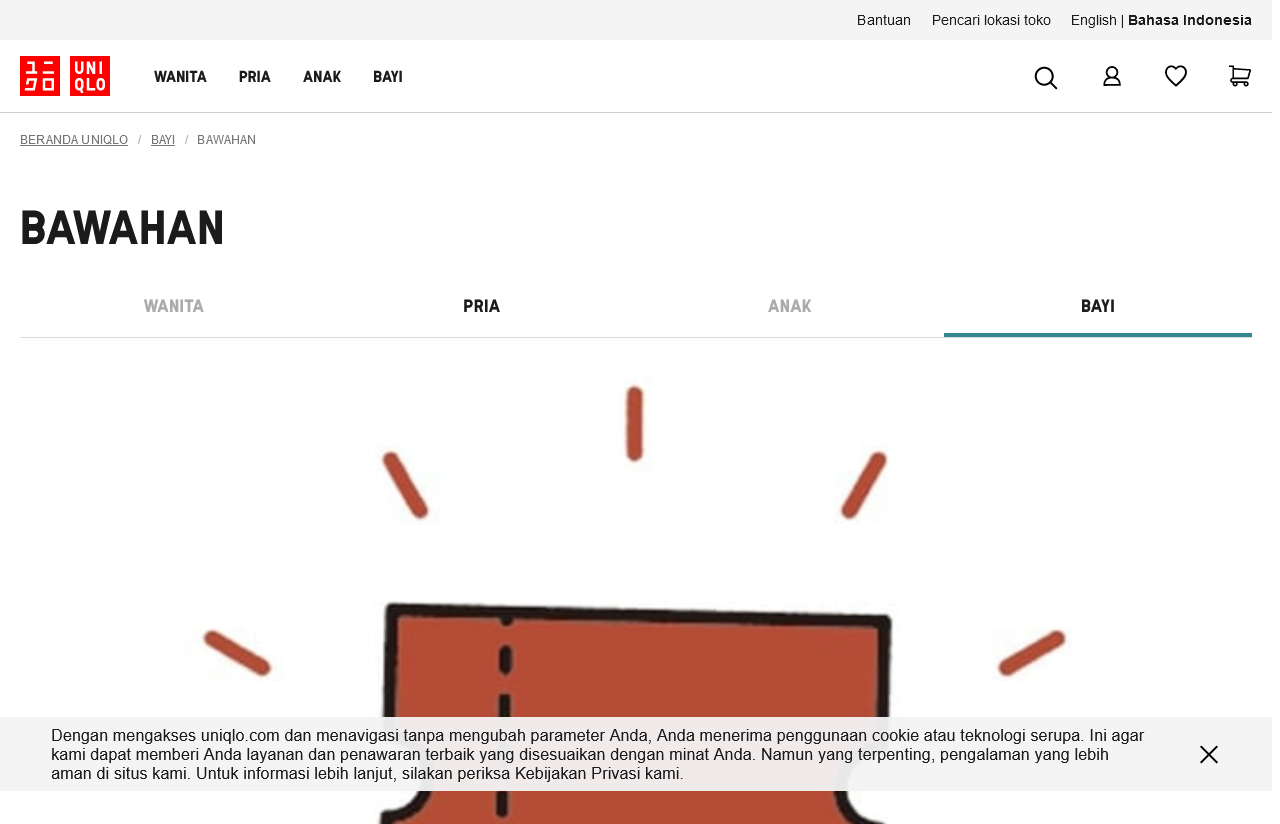 Bantuan Pencari lokasi toko English | Bahasa Indonesia
ユニクロ UNIQLO WANITA PRIA ANAK BAYI
BERANDA UNIQLO / BAYI / BAWAHAN
BAWAHAN
WANITA PRIA ANAK BAYI
Dengan mengakses uniqlo.com dan menavigasi tanpa mengubah parameter Anda, Anda menerima penggunaan cookie atau teknologi serupa. Ini agar
kami dapat memberi Anda layanan dan penawaran terbaik yang disesuaikan dengan minat Anda. Namun yang terpenting, pengalaman yang lebih
aman di situs kami. Untuk informasi lebih lanjut, silakan periksa Kebijakan Privasi kami.